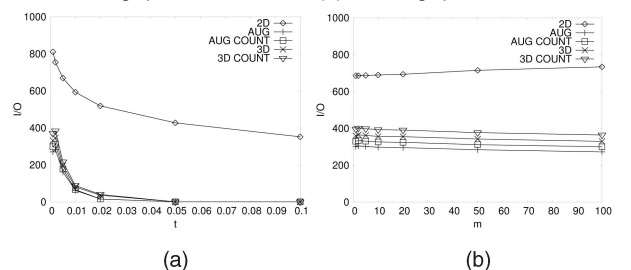 2D
AUG
AUG COUNT
3D
3D COUNT
I/O
1000
800
600
400
200
0
0 0.01 0.02 0.03 0.04 0.05 0.06 0.07 0.08 0.09 0.1
t
(a)
2D
AUG
AUG COUNT
3D
3D COUNT
I/O
1000
800
600
400
200
0
0 10 20 30 40 50 60 70 80 90 100
m
(b)